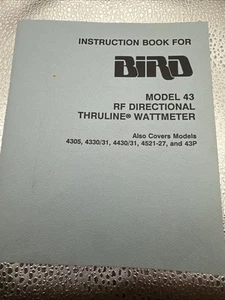 INSTRUCTION BOOK FOR
BIRD
MODEL 43
RF DIRECTIONAL
THRULINE® WATTMETER
Also Covers Models
4305, 4330/31, 4430/31, 4521-27, and 43P